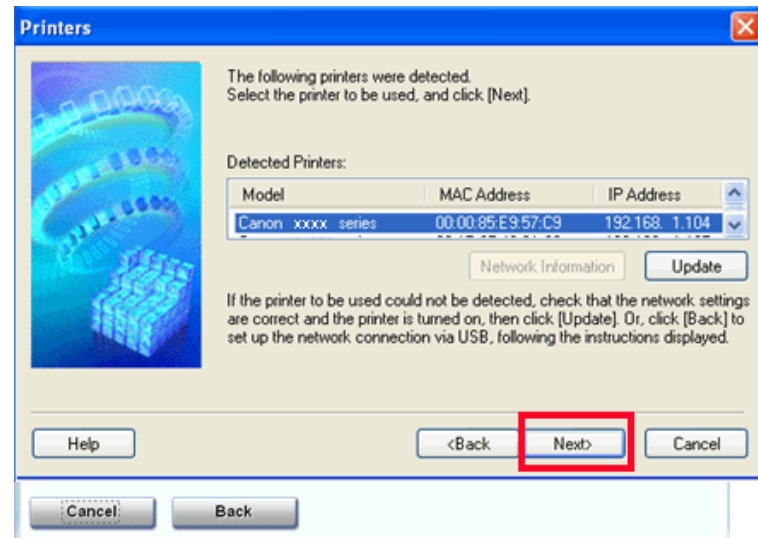 Printers
The following printers were detected.
Select the printer to be used, and click [Next].
Detected Printers:
Model MAC Address IP Address
Canon xxxx series 00:00:85:E9:57:C9 192.168. 1.104
Network Information Update
If the printer to be used could not be detected, check that the network settings
are correct and the printer is turned on, then click [Update]. Or, click [Back] to
set up the network connection via USB, following the instructions displayed.
Help <Back Next> Cancel
Cancel Back